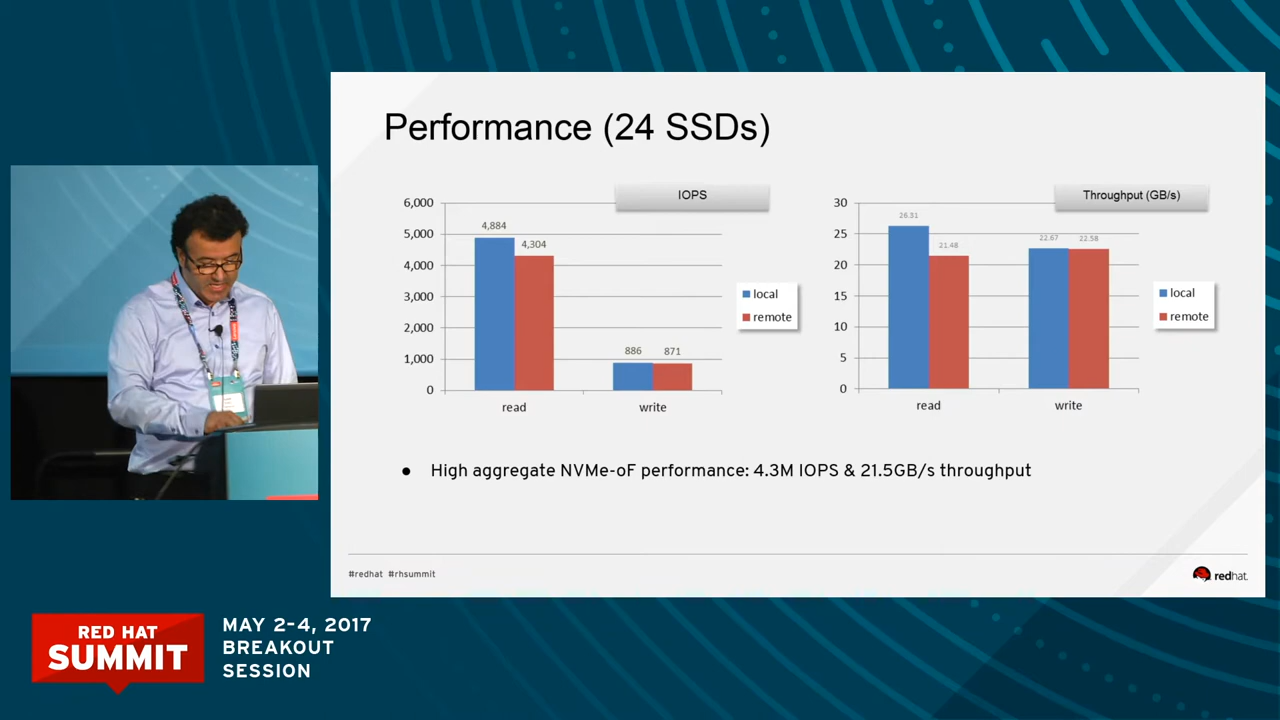 Performance (24 SSDs)
IOPS
6,000
5,000
4,000
3,000
2,000
1,000
0
4,884
4,304
886
871
read
write
local
remote
Throughput (GB/s)
30
25
20
15
10
5
0
26.31
21.48
22.67
22.58
read
write
local
remote
● High aggregate NVMe-oF performance: 4.3M IOPS & 21.5GB/s throughput
#redhat #rhsummit
redhat.
RED HAT
SUMMIT
MAY 2-4, 2017
BREAKOUT
SESSION